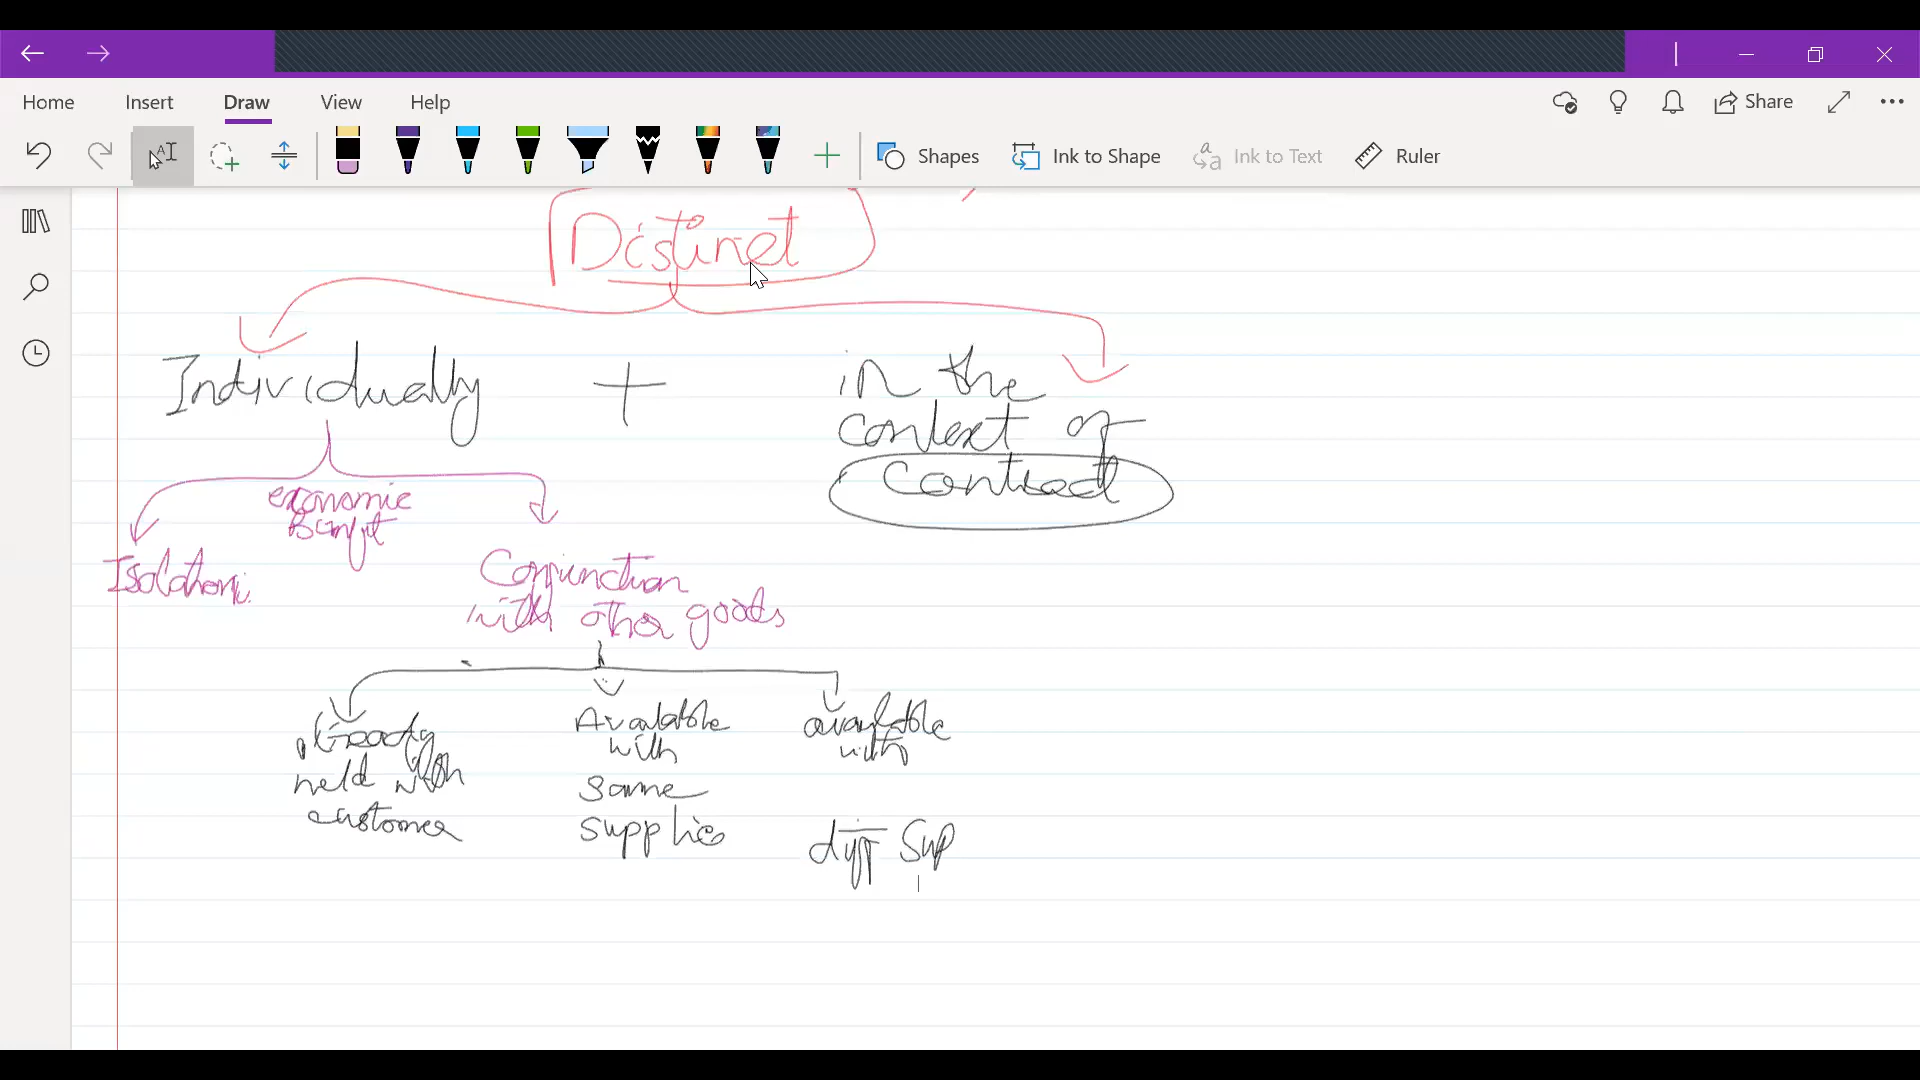 Home Insert Draw View Help Share
Shapes Ink to Shape Ink to Text Ruler
Distinct
Individually + in the
context of
Contract
economic
Benefit
Isolation
Conjunction
with other goods
already
held with
customer
Available
with
same
supplier
available
with
diff Sup